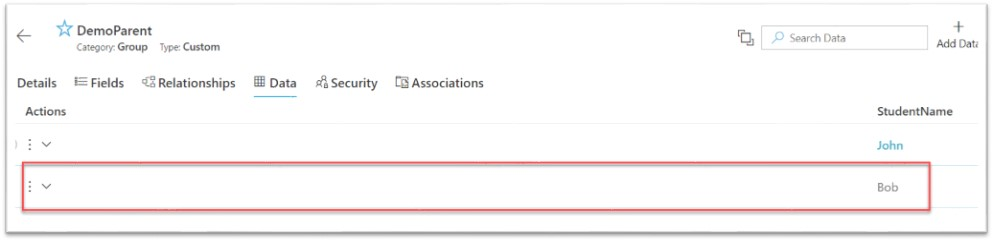 DemoParent
Category: Group Type: Custom
Search Data
Add Data
Details Fields Relationships Data Security Associations
Actions StudentName
John
Bob